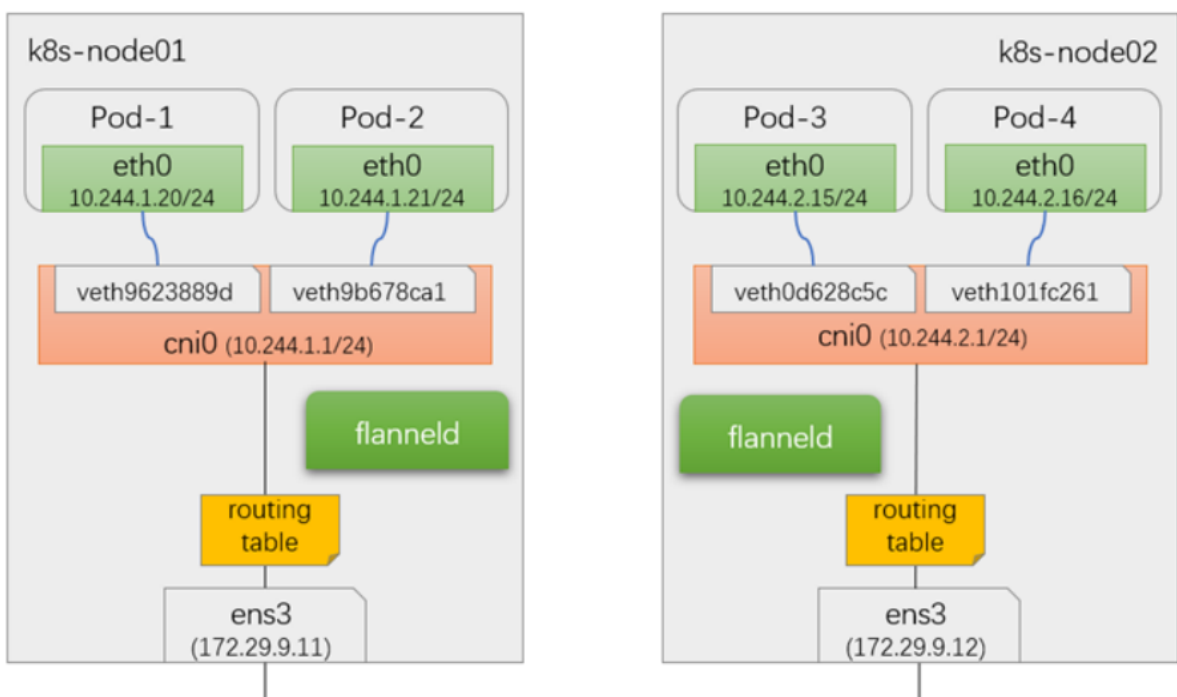 k8s-node01
Pod-1
Pod-2
eth0
10.244.1.20/24
eth0
10.244.1.21/24
veth9623889d
veth9b678ca1
cni0 (10.244.1.1/24)
flanneld
routing
table
ens3
(172.29.9.11)
k8s-node02
Pod-3
Pod-4
eth0
10.244.2.15/24
eth0
10.244.2.16/24
veth0d628c5c
veth101fc261
cni0 (10.244.2.1/24)
flanneld
routing
table
ens3
(172.29.9.12)